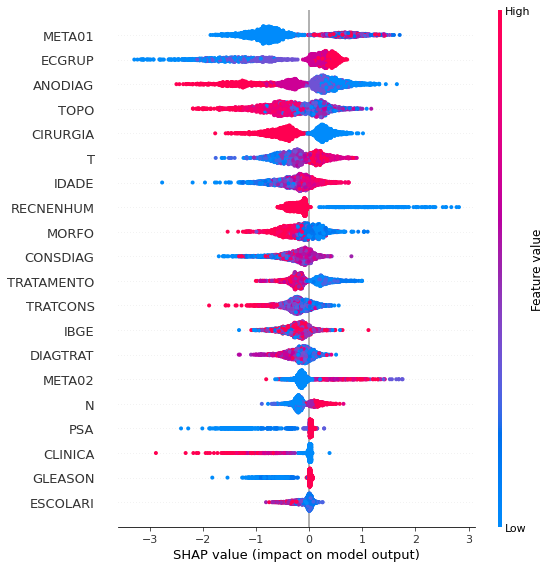 High
META01
ECGRUP
ANODIAG
TOPO
CIRURGIA
T
IDADE
RECNENHUM
MORFO
CONSDIAG
TRATAMENTO
TRATCONS
IBGE
DIAGTRAT
META02
N
PSA
CLINICA
GLEASON
ESCOLARI
Low
Feature value
−3 −2 −1 0 1 2 3
SHAP value (impact on model output)